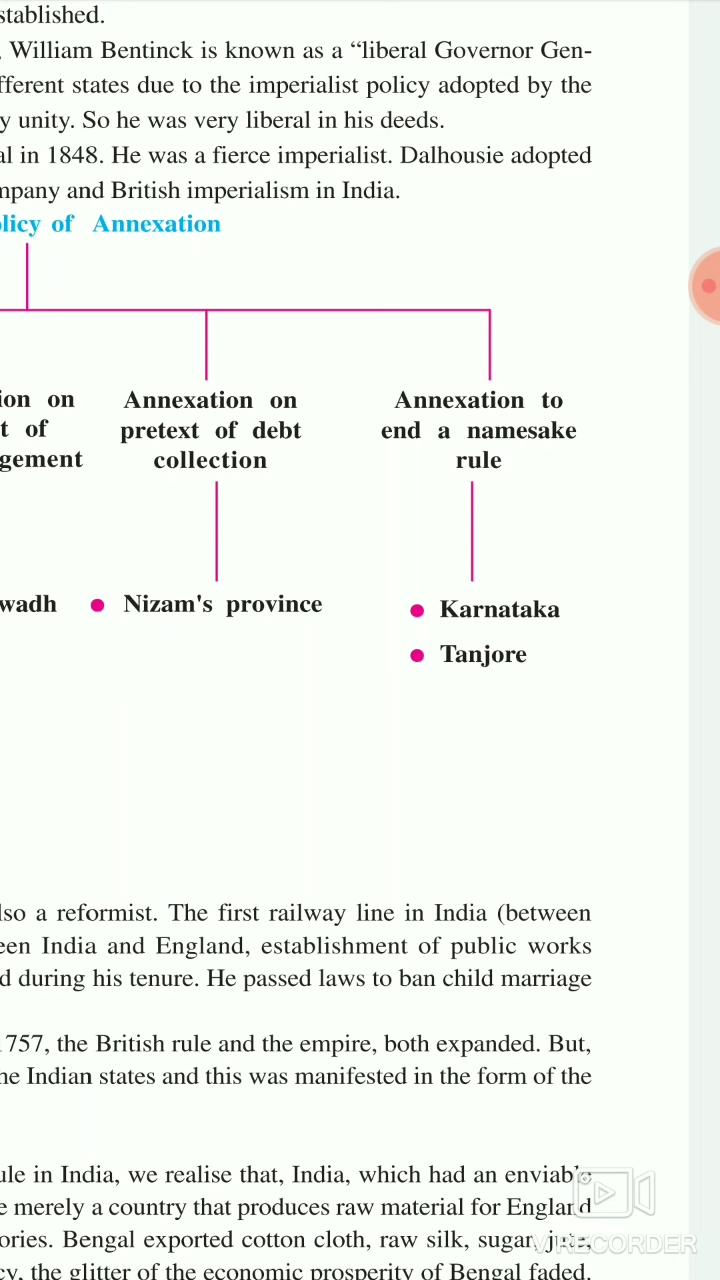 stablished.
, William Bentinck is known as a “liberal Governor Gen-
fferent states due to the imperialist policy adopted by the
y unity. So he was very liberal in his deeds.
al in 1848. He was a fierce imperialist. Dalhousie adopted
mpany and British imperialism in India.
licy of Annexation
ion on
t of
gement
Annexation on
pretext of debt
collection
Annexation to
end a namesake
rule
wadh
• Nizam's province
• Karnataka
• Tanjore
lso a reformist. The first railway line in India (between
een India and England, establishment of public works
d during his tenure. He passed laws to ban child marriage
1757, the British rule and the empire, both expanded. But,
he Indian states and this was manifested in the form of the
ule in India, we realise that, India, which had an enviable
e merely a country that produces raw material for England
ories. Bengal exported cotton cloth, raw silk, sugar, jute,
cy, the glitter of the economic prosperity of Bengal faded.
VRECORDER